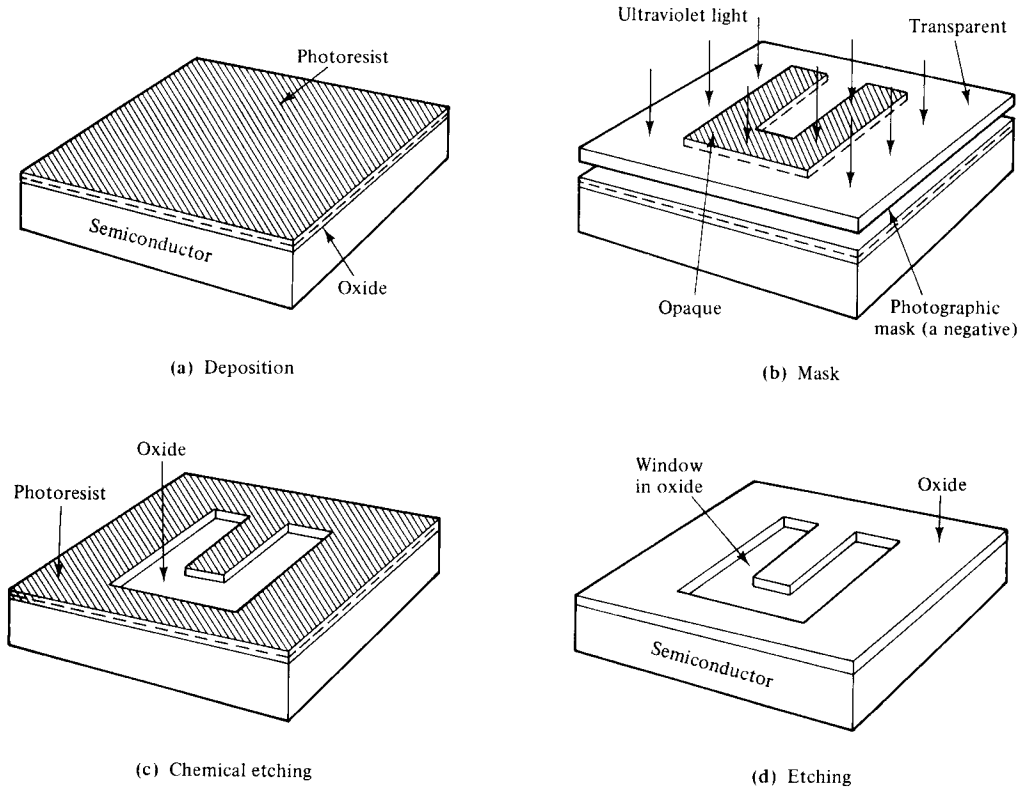 Photoresist
Semiconductor
Oxide
(a) Deposition
Ultraviolet light
Transparent
Opaque
Photographic
mask (a negative)
(b) Mask
Oxide
Photoresist
(c) Chemical etching
Window
in oxide
Oxide
Semiconductor
(d) Etching